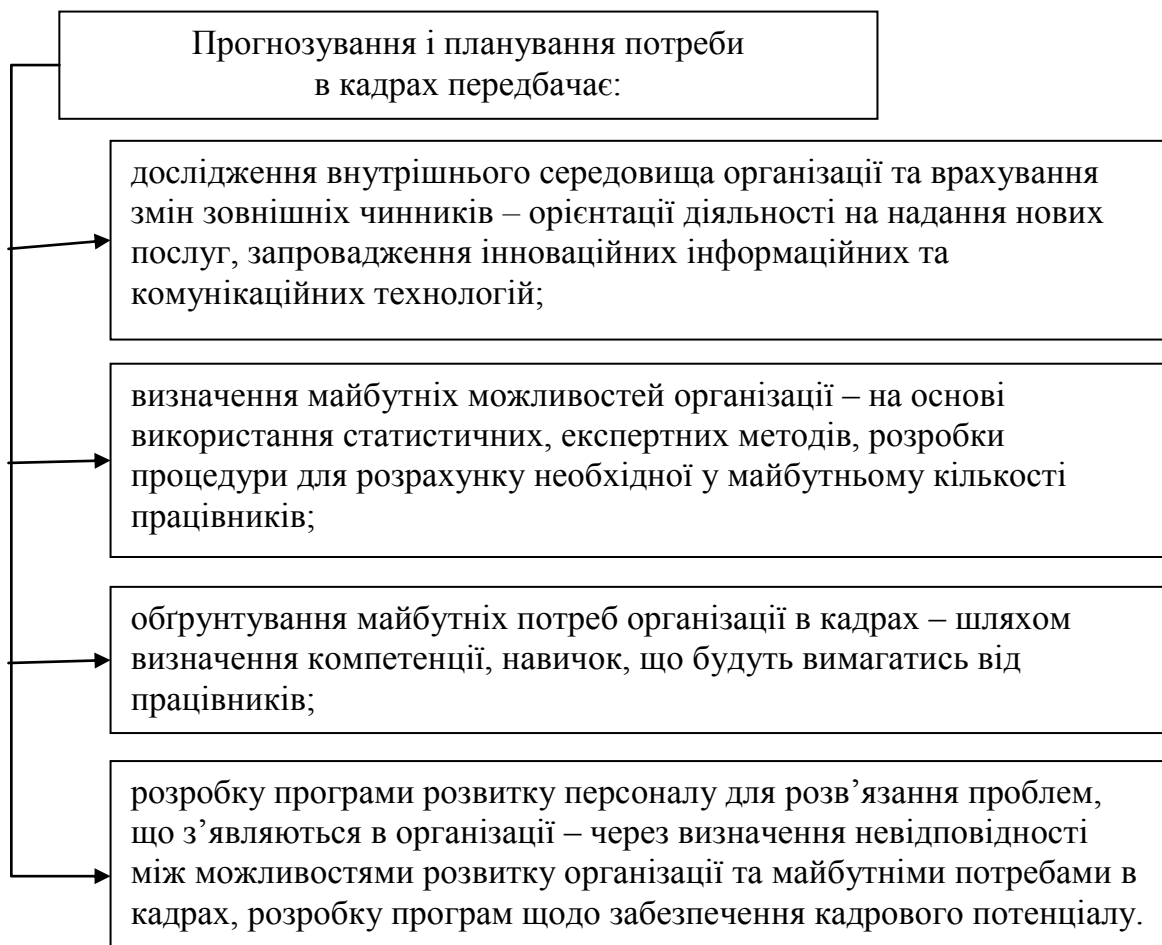 Прогнозування і планування потреби
в кадрах передбачає:
дослідження внутрішнього середовища організації та врахування
змін зовнішніх чинників – орієнтації діяльності на надання нових
послуг, запровадження інноваційних інформаційних та
комунікаційних технологій;
визначення майбутніх можливостей організації – на основі
використання статистичних, експертних методів, розробки
процедури для розрахунку необхідної у майбутньому кількості
працівників;
обґрунтування майбутніх потреб організації в кадрах – шляхом
визначення компетенції, навичок, що будуть вимагатись від
працівників;
розробку програми розвитку персоналу для розв’язання проблем,
що з’являються в організації – через визначення невідповідності
між можливостями розвитку організації та майбутніми потребами в
кадрах, розробку програм щодо забезпечення кадрового потенціалу.